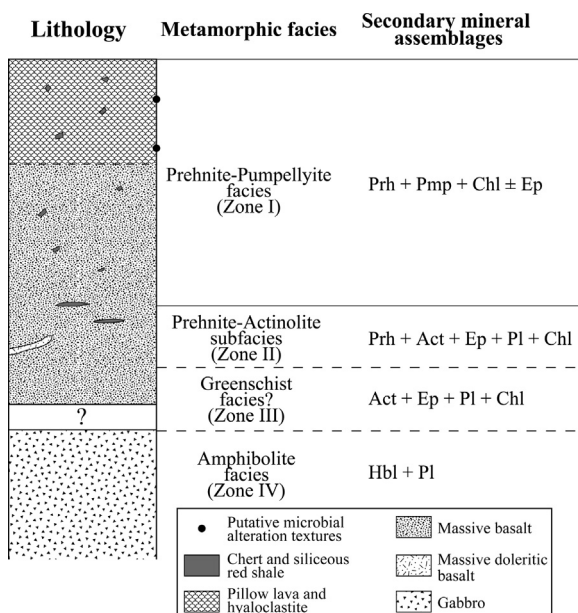 Lithology
Metamorphic facies
Secondary mineral
assemblages
Prehnite-Pumpellyite
facies
(Zone I)
Prh + Pmp + Chl ± Ep
Prehnite-Actinolite
subfacies
(Zone II)
Prh + Act + Ep + Pl + Chl
Greenschist
facies?
(Zone III)
Act + Ep + Pl + Chl
?
Amphibolite
facies
(Zone IV)
Hbl + Pl
Putative microbial
alteration textures
Chert and siliceous
red shale
Pillow lava and
hyaloclastite
Massive basalt
Massive doleritic
basalt
Gabbro